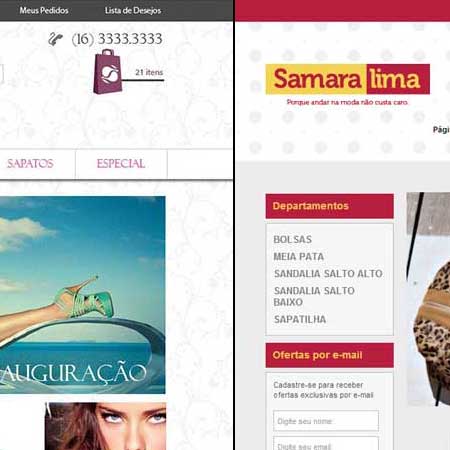 Meus Pedidos
Lista de Desejos
(16) 3333.3333
21 itens
SAPATOS
ESPECIAL
AUGURAÇÃO
Samara lima
Porque andar na moda não custa caro.
Pági
Departamentos
BOLSAS
MEIA PATA
SANDALIA SALTO ALTO
SANDALIA SALTO
BAIXO
SAPATILHA
Ofertas por e-mail
Cadastre-se para receber
ofertas exclusivas por e-mail
Digite seu nome:
Digite seu email: